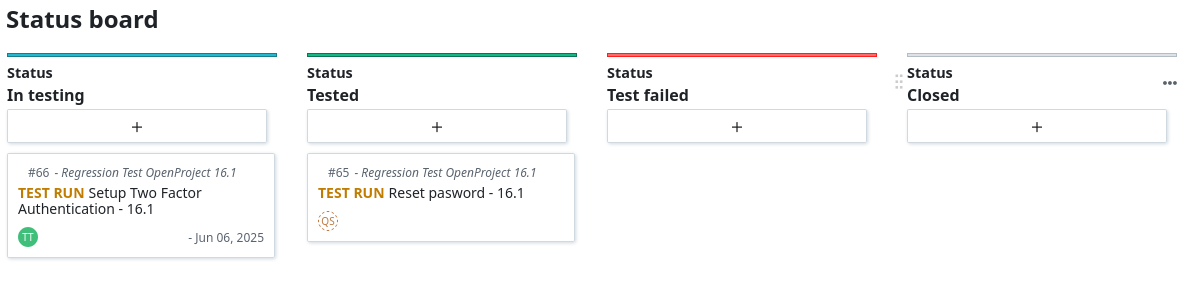 Status board
Status
In testing
+
#66 - Regression Test OpenProject 16.1
TEST RUN Setup Two Factor
Authentication - 16.1
TT
- Jun 06, 2025
Status
Tested
+
#65 - Regression Test OpenProject 16.1
TEST RUN Reset pasword - 16.1
QS
Status
Test failed
+
Status
Closed
+